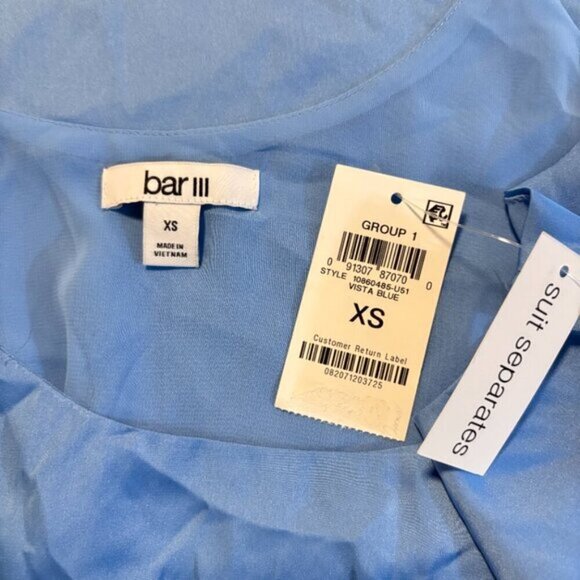 bar III
XS
MADE IN
VIETNAM
GROUP 1
0 91307 87070 0
STYLE 10860485-U51
VISTA BLUE
XS
Customer Return Label
082071203725
suit separates